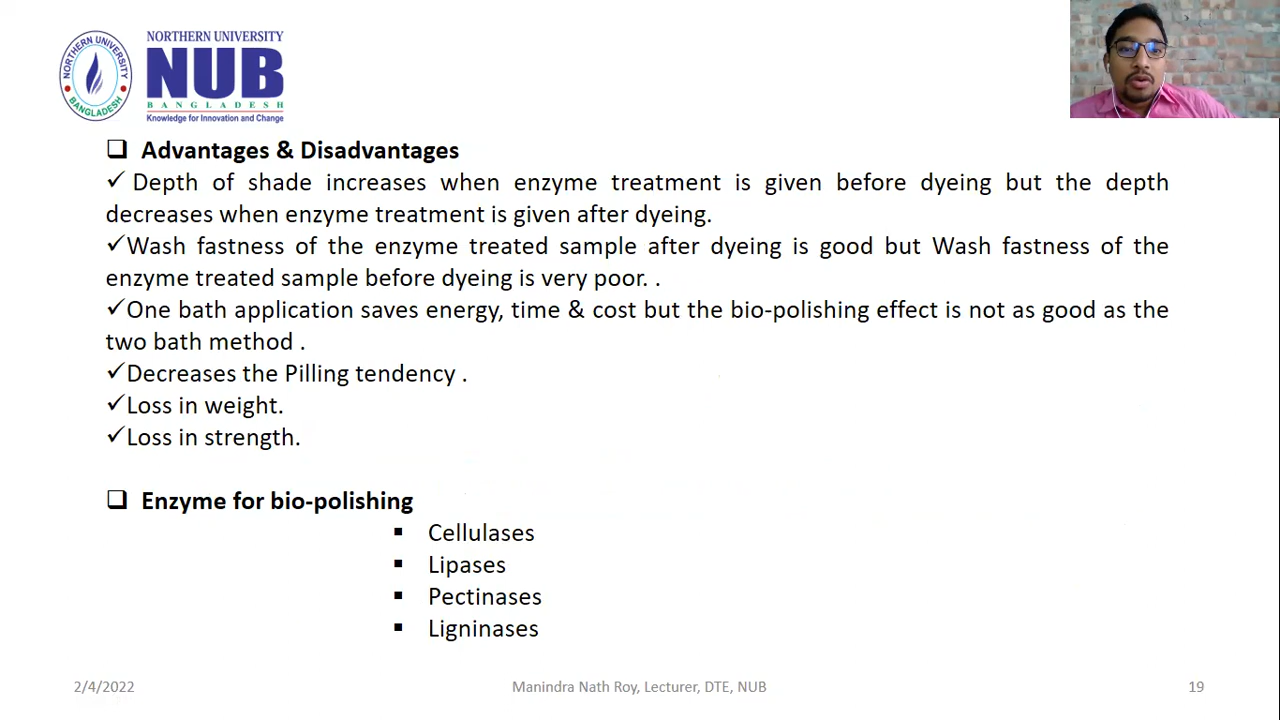 NORTHERN UNIVERSITY
NUB
BANGLADESH
Knowledge for Innovation and Change
NORTHERN UNIVERSITY
BANGLADESH
❑ Advantages & Disadvantages
✓ Depth of shade increases when enzyme treatment is given before dyeing but the depth
decreases when enzyme treatment is given after dyeing.
✓Wash fastness of the enzyme treated sample after dyeing is good but Wash fastness of the
enzyme treated sample before dyeing is very poor. .
✓One bath application saves energy, time & cost but the bio-polishing effect is not as good as the
two bath method .
✓Decreases the Pilling tendency .
✓Loss in weight.
✓Loss in strength.
❑ Enzyme for bio-polishing
▪ Cellulases
▪ Lipases
▪ Pectinases
▪ Ligninases
2/4/2022
Manindra Nath Roy, Lecturer, DTE, NUB
19